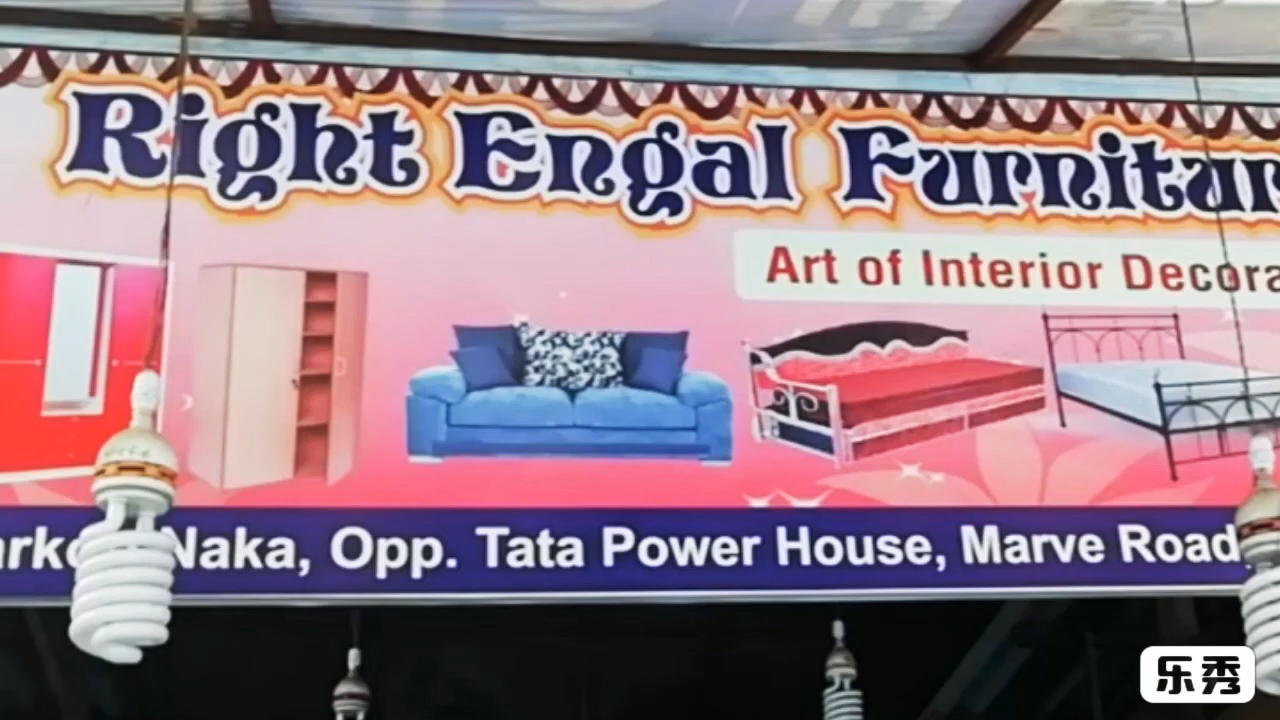 Right Engal Furnitur
Art of Interior Decora
Naka, Opp. Tata Power House, Marve Road,
乐秀